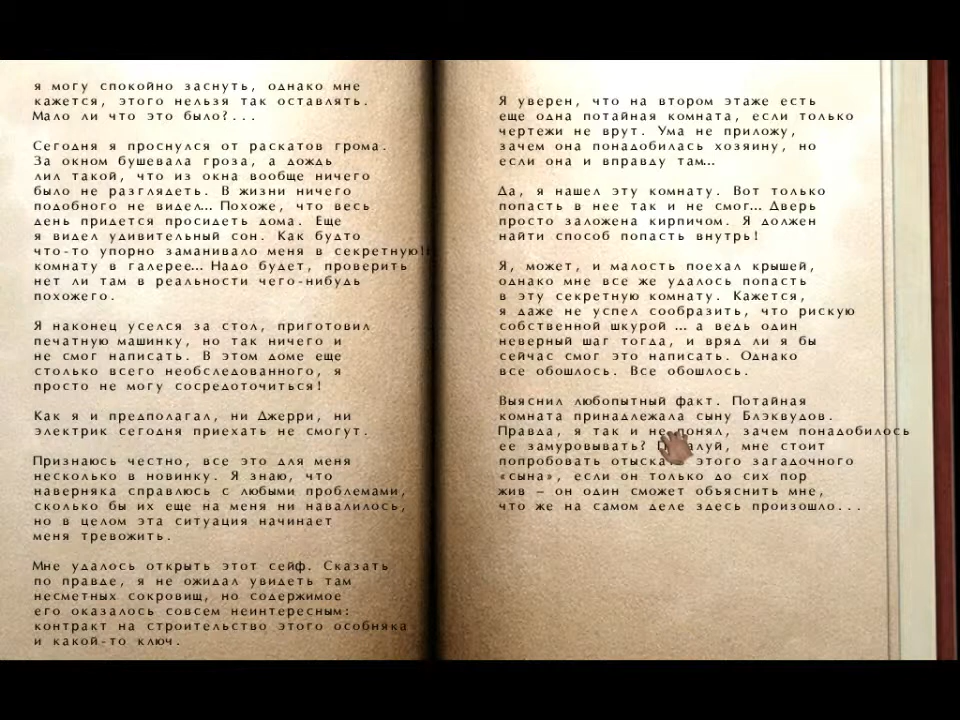 я могу спокойно заснуть, однако мне
кажется, этого нельзя так оставлять.
Мало ли что это было?...
Сегодня я проснулся от раскатов грома.
За окном бушевала гроза, а дождь
лил такой, что из окна вообще ничего
было не разглядеть. В жизни ничего
подобного не видел... Похоже, что весь
день придется просидеть дома. Еще
я видел удивительный сон. Как будто
что-то упорно заманивало меня в секретную!!
комнату в галерее... Надо будет, проверить
нет ли там в реальности чего-нибудь
похожего.
Я наконец уселся за стол, приготовил
печатную машинку, но так ничего и
не смог написать. В этом доме еще
столько всего необследованного, я
просто не могу сосредоточиться!
Как я и предполагал, ни Джерри, ни
электрик сегодня приехать не смогут.
Признаюсь честно, все это для меня
несколько в новинку. Я знаю, что
наверняка справлюсь с любыми проблемами,
сколько бы их еще на меня ни навалилось,
но в целом эта ситуация начинает
меня тревожить.
Мне удалось открыть этот сейф. Сказать
по правде, я не ожидал увидеть там
несметных сокровищ, но содержимое
его оказалось совсем неинтересным:
контракт на строительство этого особняка
и какой-то ключ.
Я уверен, что на втором этаже есть
еще одна потайная комната, если только
чертежи не врут. Ума не приложу,
зачем она понадобилась хозяину, но
если она и вправду там...
Да, я нашел эту комнату. Вот только
попасть в нее так и не смог... Дверь
просто заложена кирпичом. Я должен
найти способ попасть внутрь!
Я, может, и малость поехал крышей,
однако мне все же удалось попасть
в эту секретную комнату. Кажется,
я даже не успел сообразить, что рискую
собственной шкурой ... а ведь один
неверный шаг тогда, и вряд ли я бы
сейчас смог это написать. Однако
все обошлось. Все обошлось.
Выяснил любопытный факт. Потайная
комната принадлежала сыну Блэквудов.
Правда, я так и не понял, зачем понадобилось
ее замуровывать? мне стоит
попробовать отыскать этого загадочного
«сына», если он только до сих пор
жив – он один сможет объяснить мне,
что же на самом деле здесь произошло...